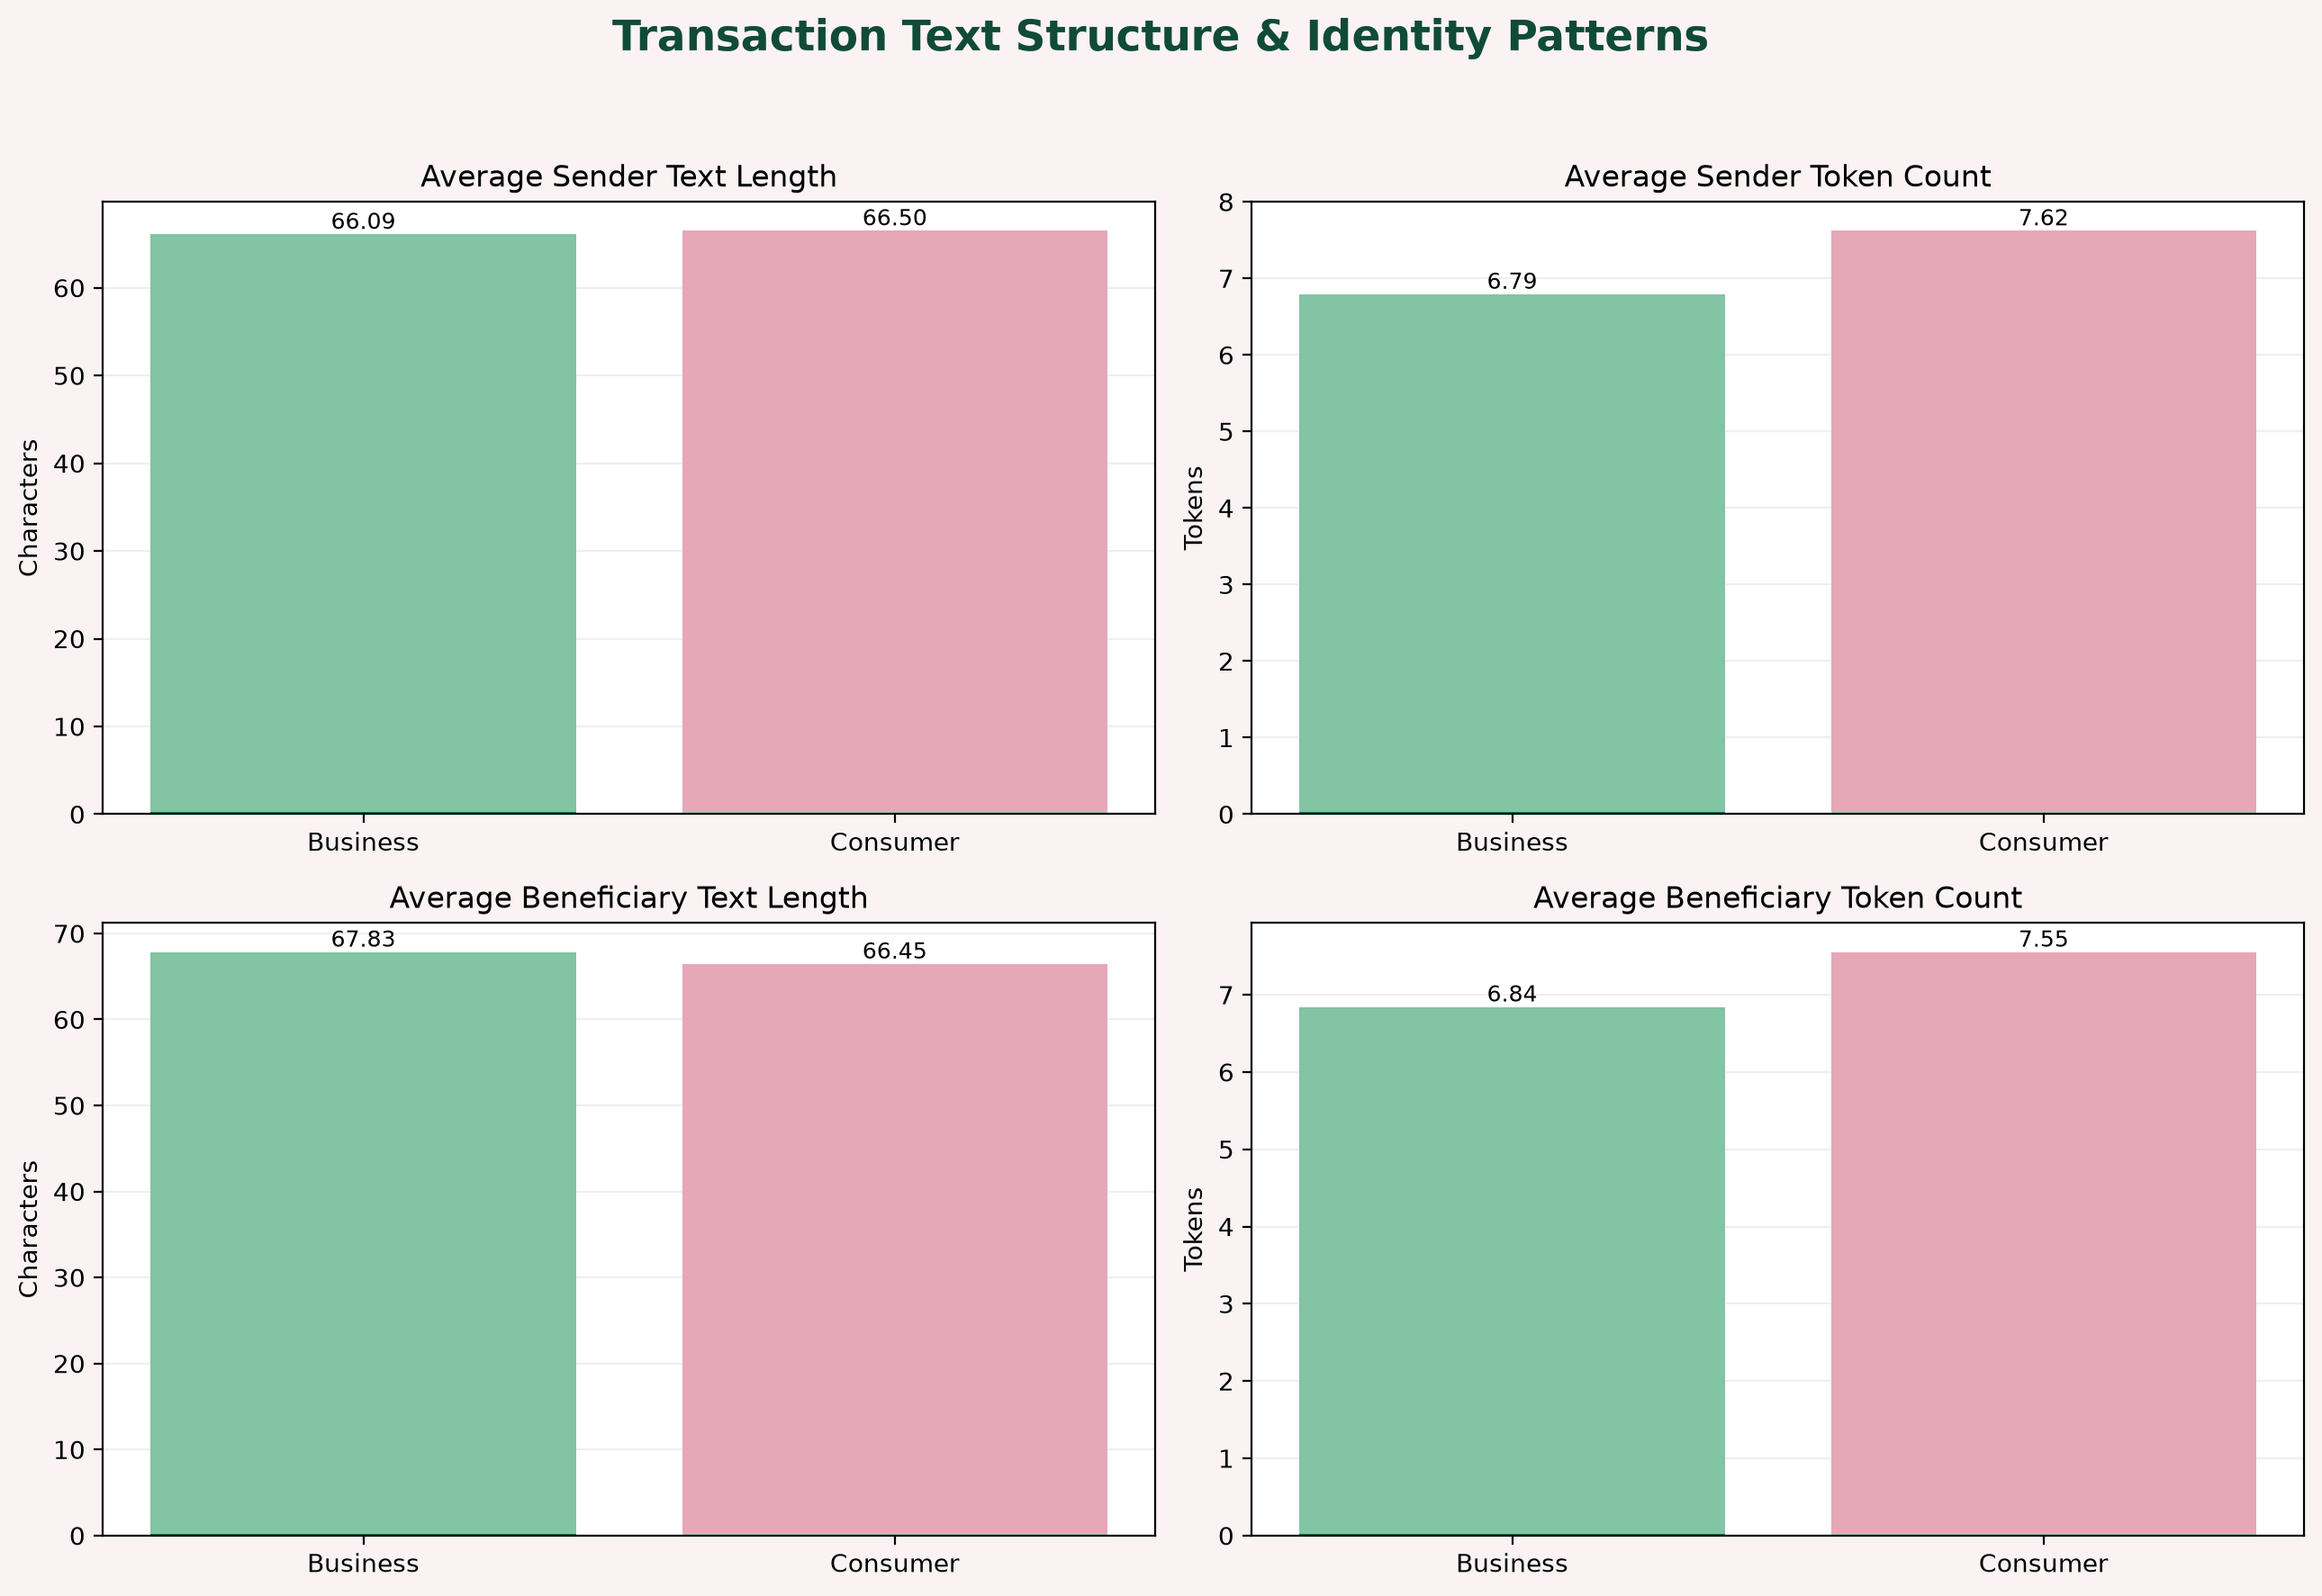 Transaction Text Structure & Identity Patterns
Average Sender Text Length
Characters
0
10
20
30
40
50
60
66.09
66.50
Business
Consumer
Average Sender Token Count
Tokens
0
1
2
3
4
5
6
7
8
6.79
7.62
Business
Consumer
Average Beneficiary Text Length
Characters
0
10
20
30
40
50
60
70
67.83
66.45
Business
Consumer
Average Beneficiary Token Count
Tokens
0
1
2
3
4
5
6
7
6.84
7.55
Business
Consumer